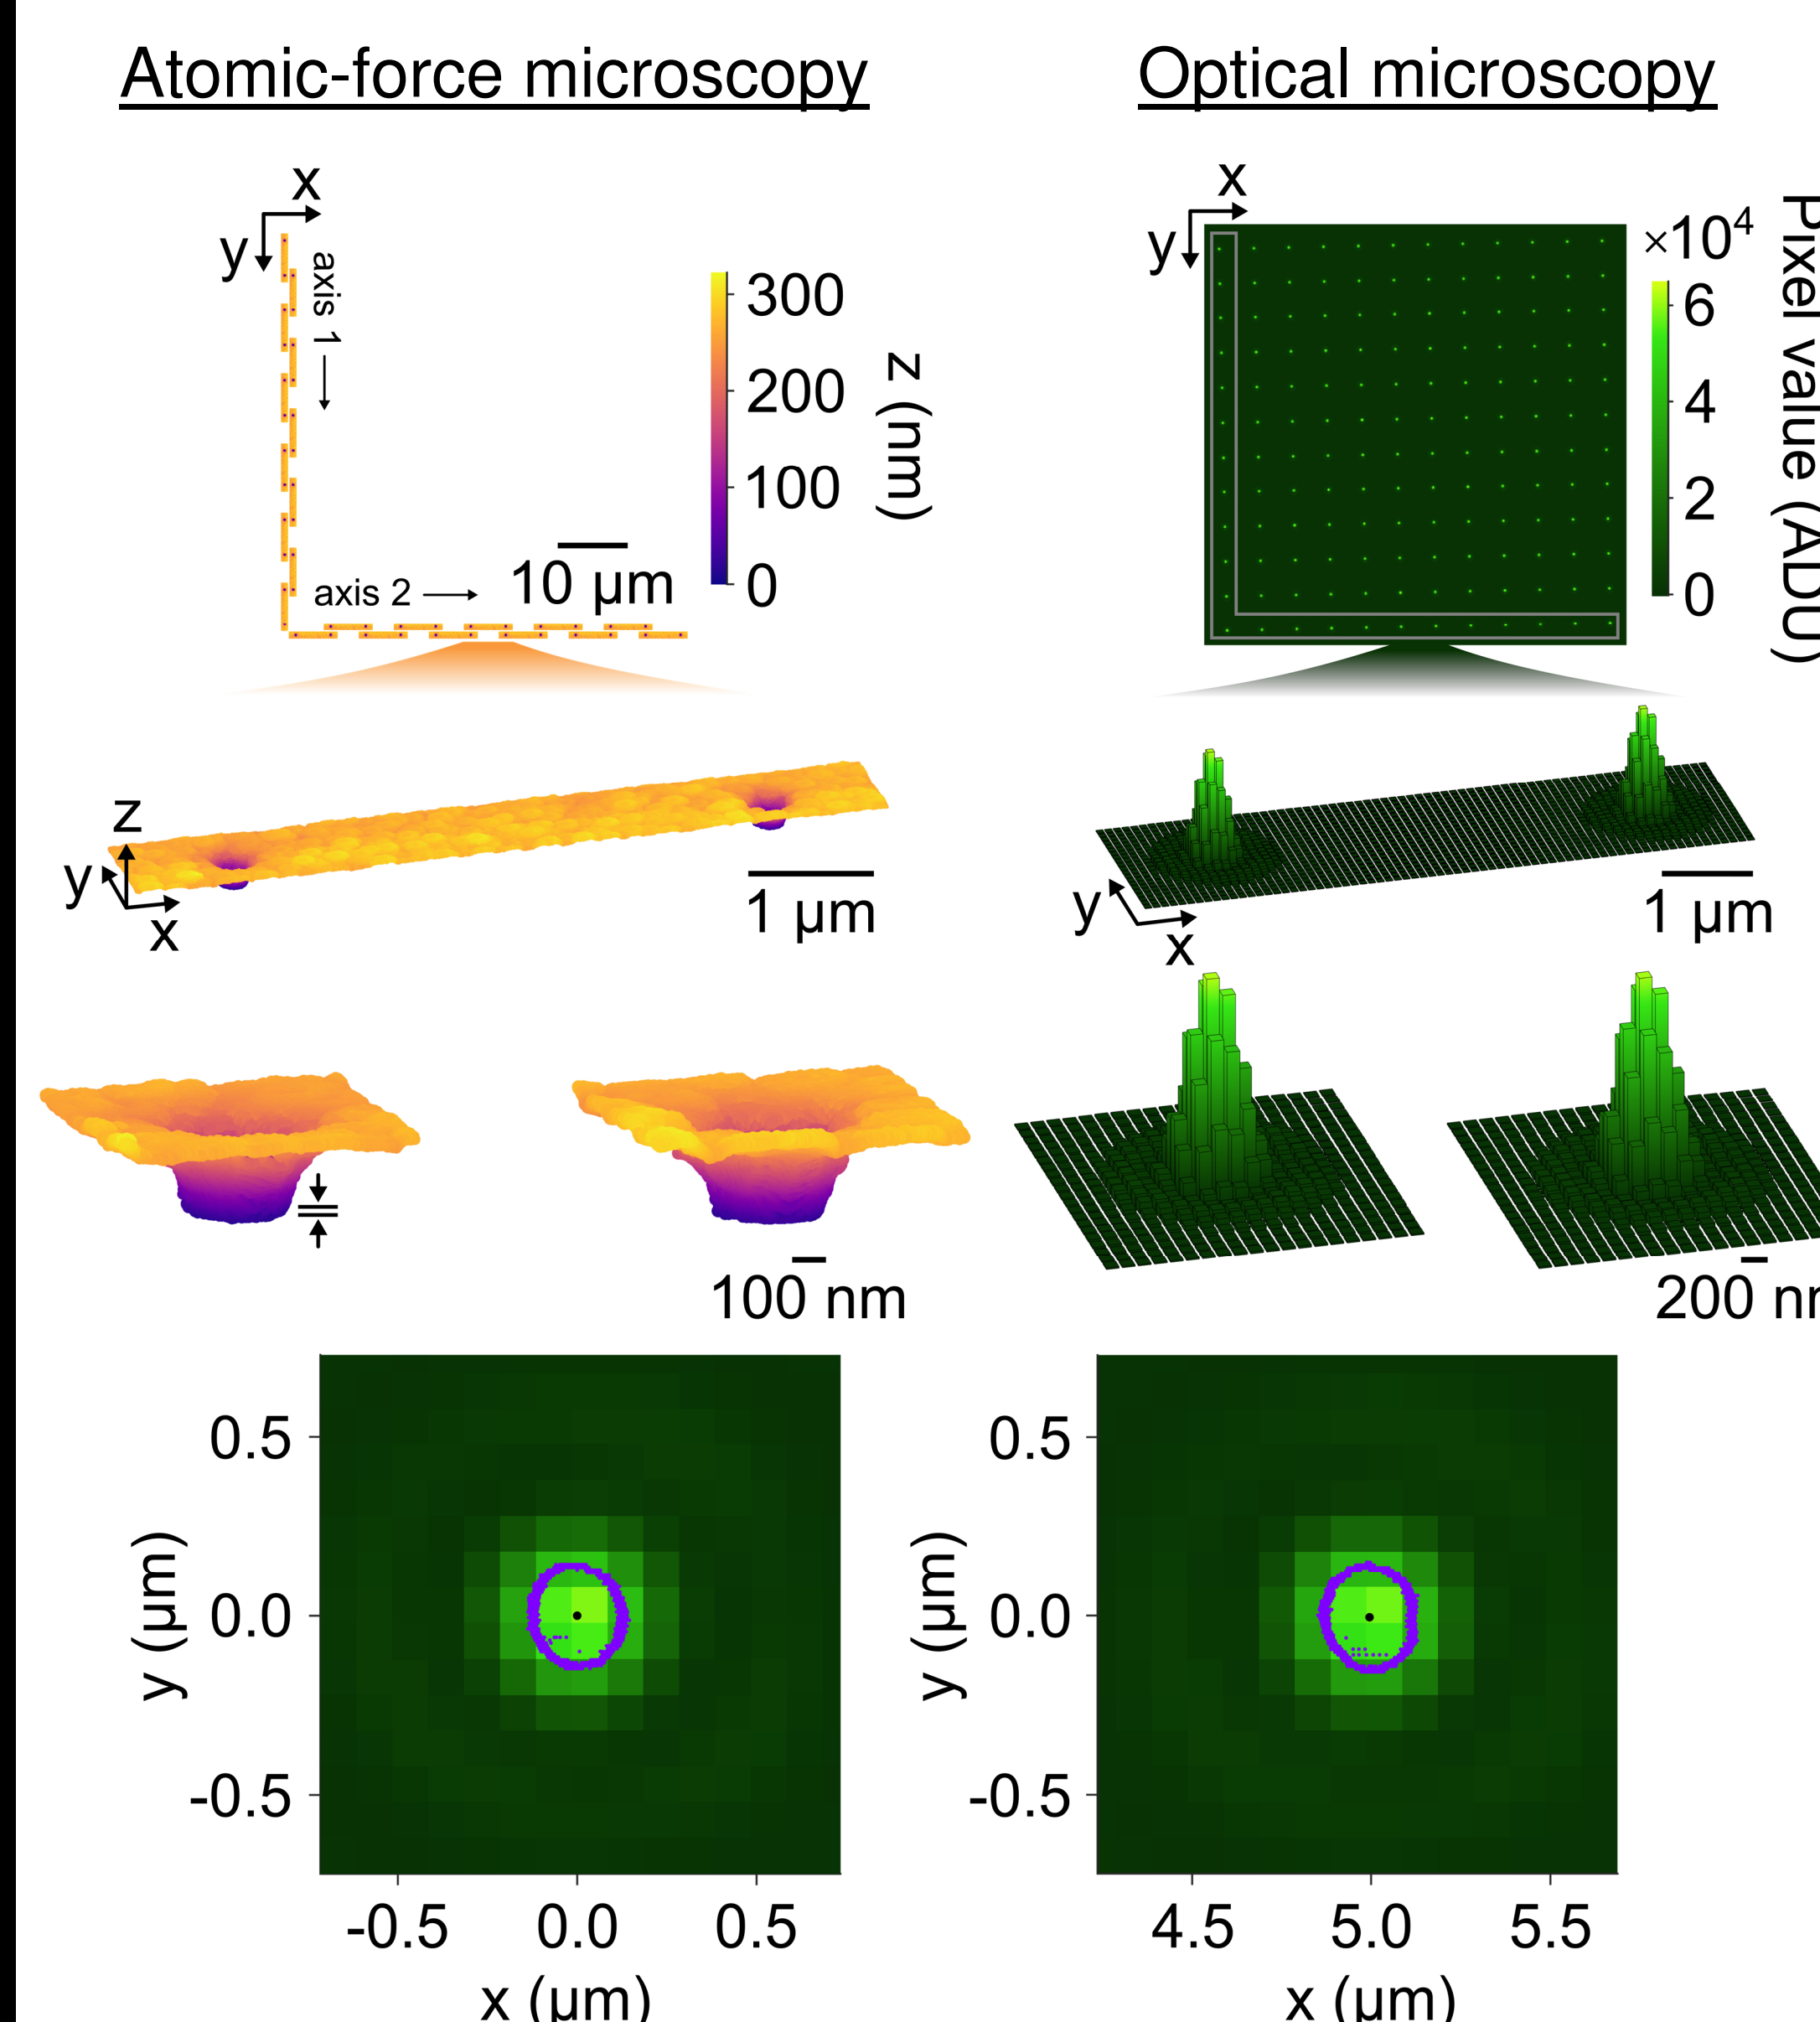 Atomic-force microscopy
Optical microscopy
x
y
axis 1
axis 2
10 µm
300
200
100
0
z (nm)
x
y
×10⁴
6
4
2
0
Pixel value (ADU)
z
y
x
1 µm
y
x
1 µm
100 nm
200
0.5
0.0
-0.5
y (µm)
-0.5 0.0 0.5
x (µm)
0.5
0.0
-0.5
y (µm)
4.5 5.0 5.5
x (µm)